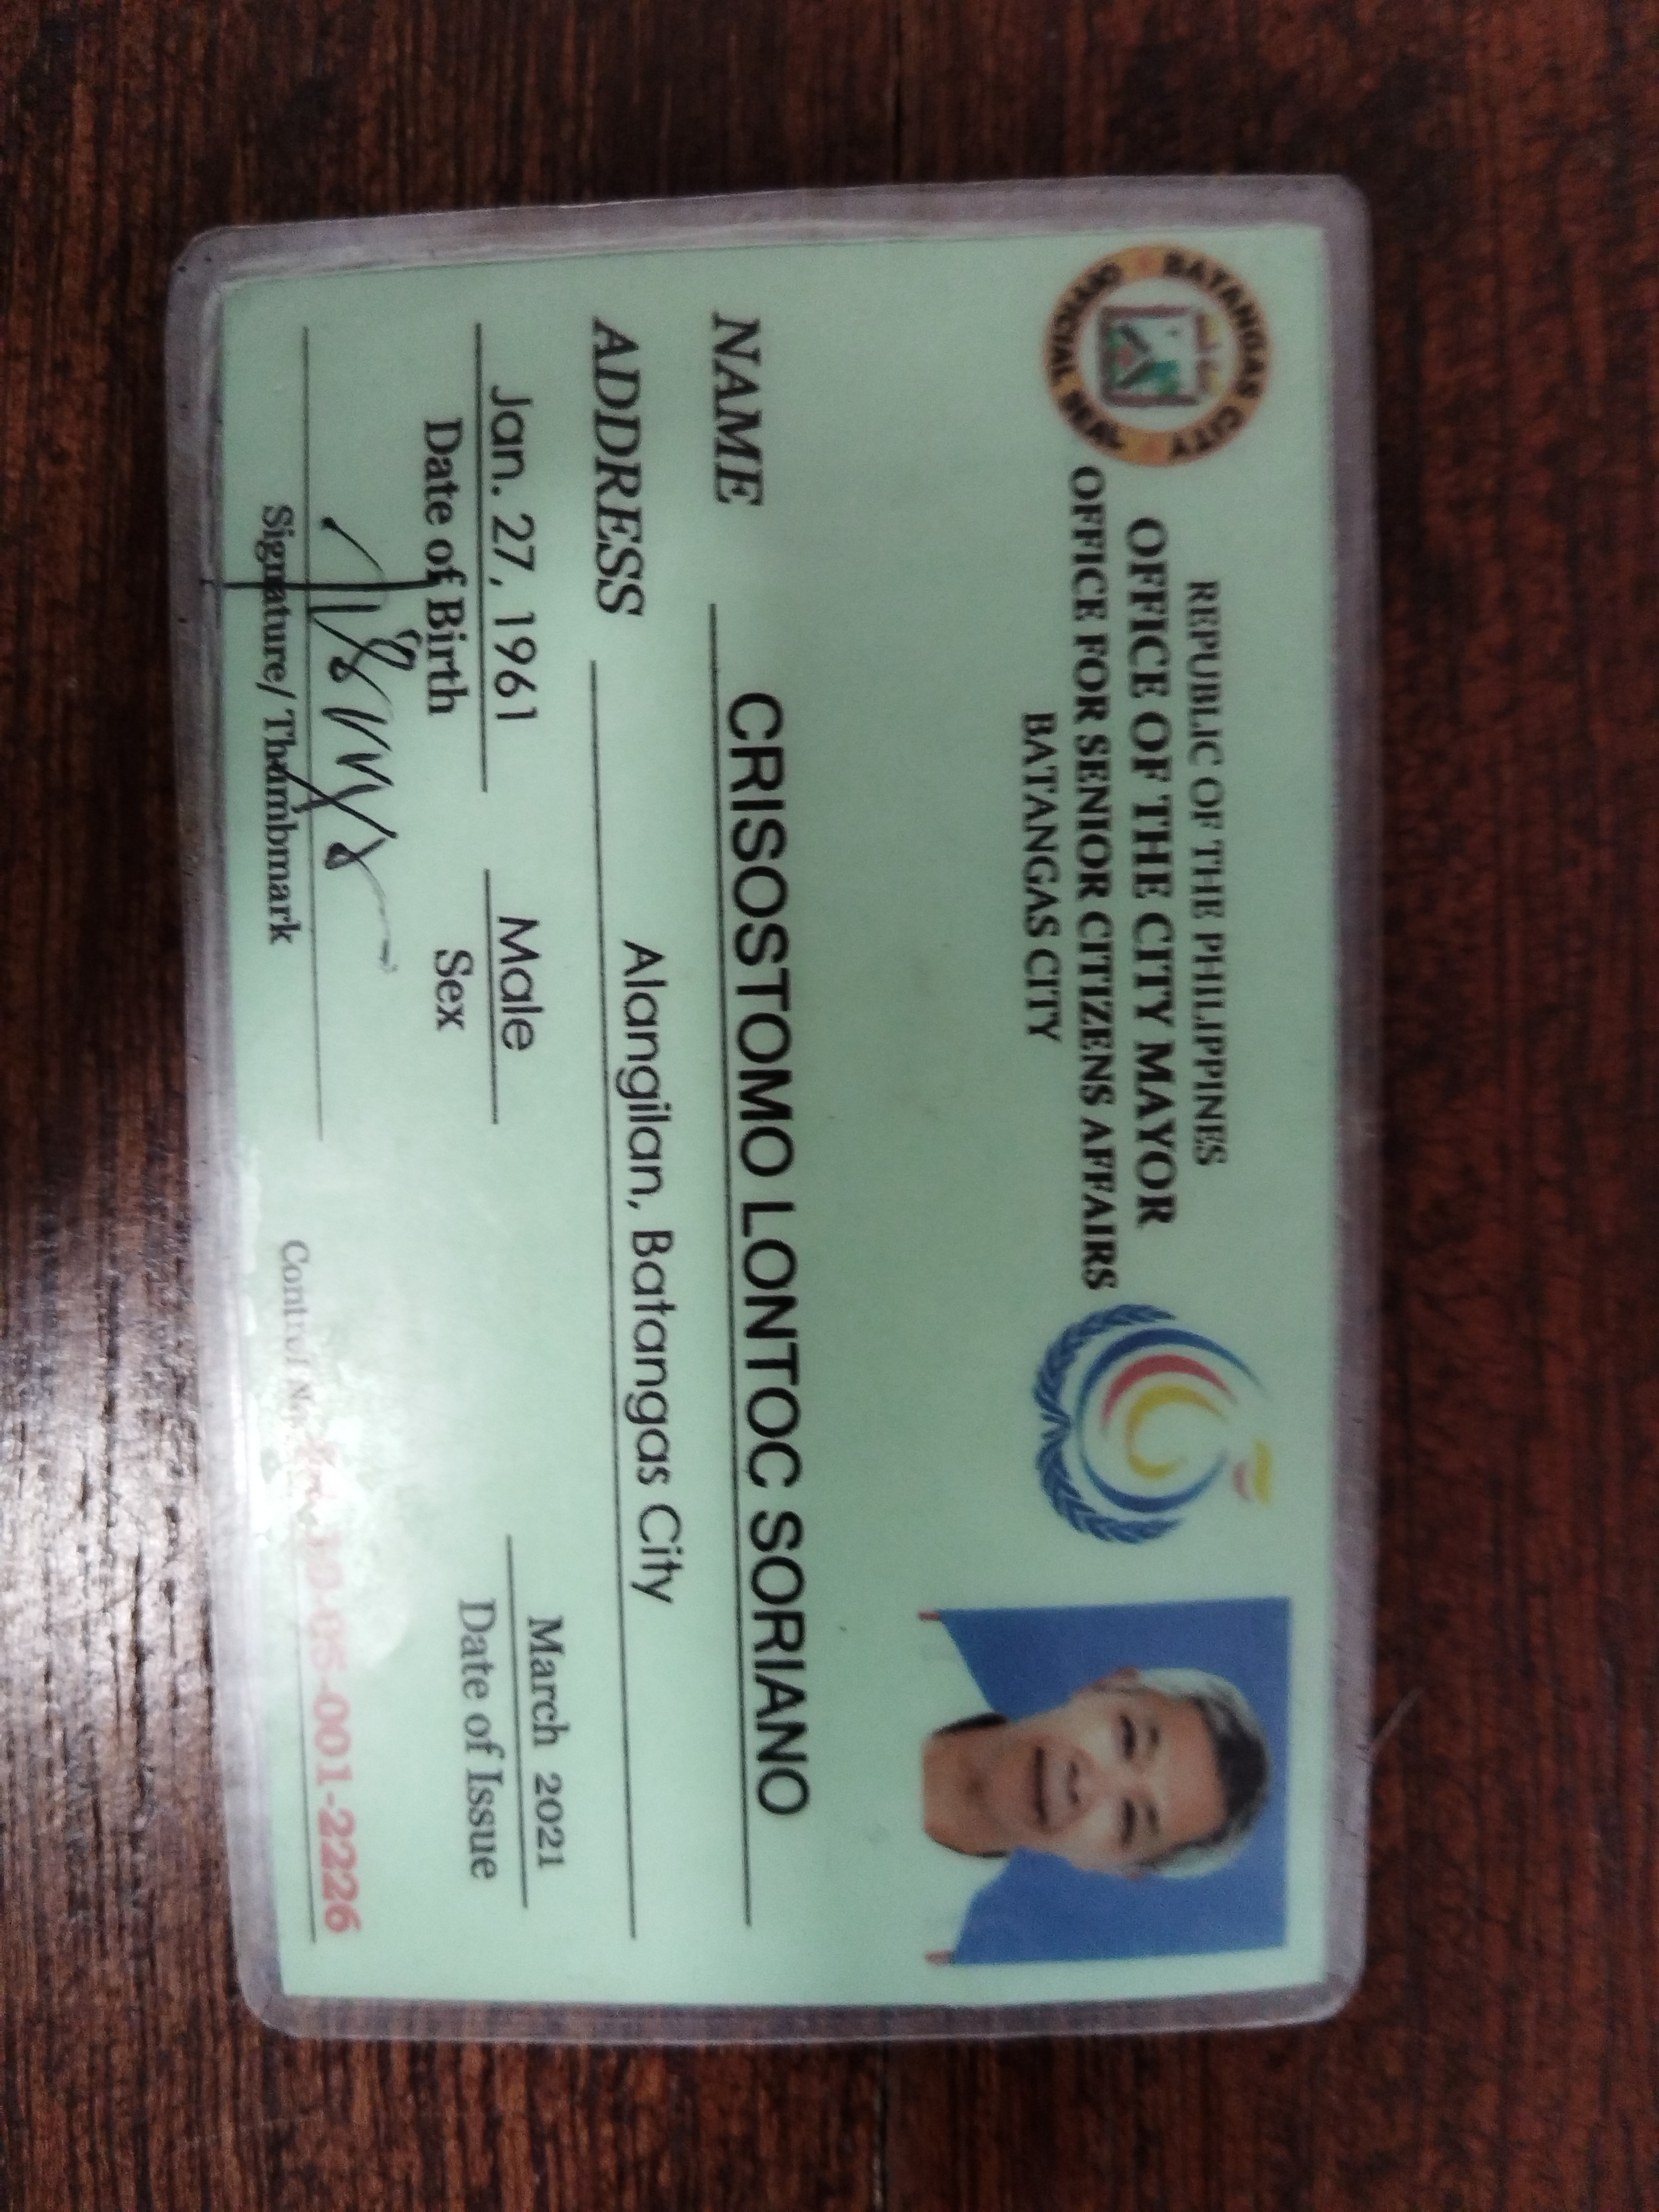 REPUBLIC OF THE PHILIPPINES
OFFICE OF THE CITY MAYOR
OFFICE FOR SENIOR CITIZENS AFFAIRS
BATANGAS CITY
BATANGAS CITY
OFFICIAL SEAL
NAME CRISOSTOMO LONTOC SORIANO
ADDRESS Alangilan, Batangas City
Jan. 27, 1961 Male March 2021
Date of Birth Sex Date of Issue
Signature/ Thumbmark Control No. -05-001-2226